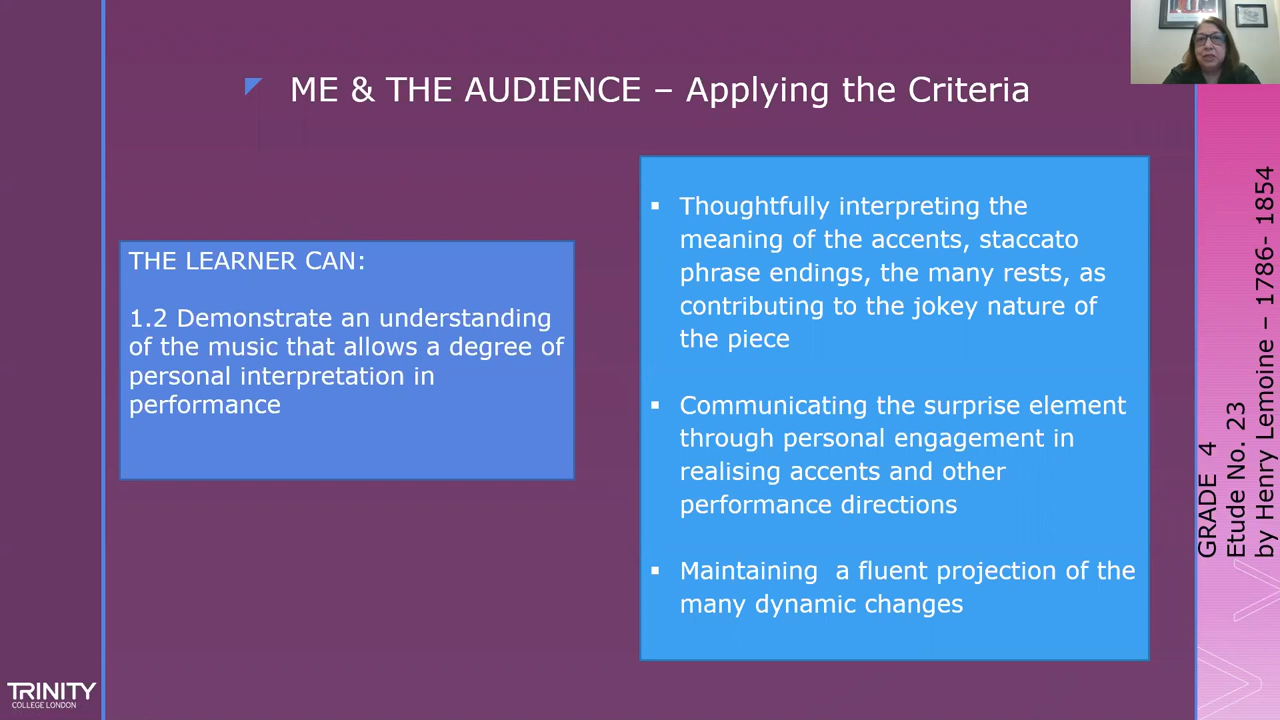 ME & THE AUDIENCE – Applying the Criteria
THE LEARNER CAN:
1.2 Demonstrate an understanding
of the music that allows a degree of
personal interpretation in
performance
▪ Thoughtfully interpreting the
meaning of the accents, staccato
phrase endings, the many rests, as
contributing to the jokey nature of
the piece
▪ Communicating the surprise element
through personal engagement in
realising accents and other
performance directions
▪ Maintaining  a fluent projection of the
many dynamic changes
GRADE  4
Etude No. 23
by Henry Lemoine – 1786- 1854
TRINITY
COLLEGE LONDON